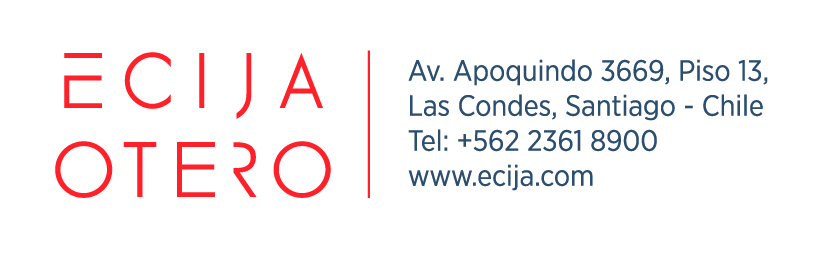 ECIJA
OTERO
Av. Apoquindo 3669, Piso 13,
Las Condes, Santiago - Chile
Tel: +562 2361 8900
www.ecija.com